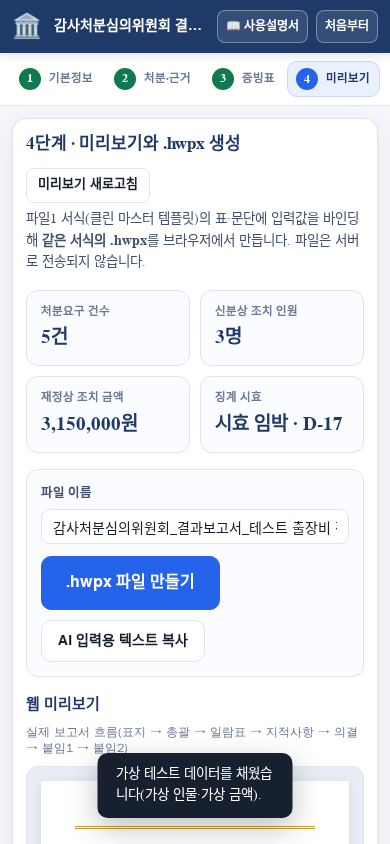 감사처분심의위원회 결...
📖 사용설명서
처음부터
1 기본정보
2 처분·근거
3 증빙표
4 미리보기
4단계 · 미리보기와 .hwpx 생성
미리보기 새로고침
파일1 서식(클린 마스터 템플릿)의 표·문단에 입력값을 바인딩
해 같은 서식의 .hwpx를 브라우저에서 만듭니다. 파일은 서버
로 전송되지 않습니다.
처분요구 건수
5건
신분상 조치 인원
3명
재정상 조치 금액
3,150,000원
징계 시효
시효 임박 · D-17
파일 이름
감사처분심의위원회_결과보고서_테스트 출장비
.hwpx 파일 만들기
AI 입력용 텍스트 복사
웹 미리보기
실제 보고서 흐름(표지 → 총괄 → 일람표 → 지적사항 → 의결
→ 붙임1 → 붙임2)
가상 테스트 데이터를 채웠습
니다(가상 인물·가상 금액).